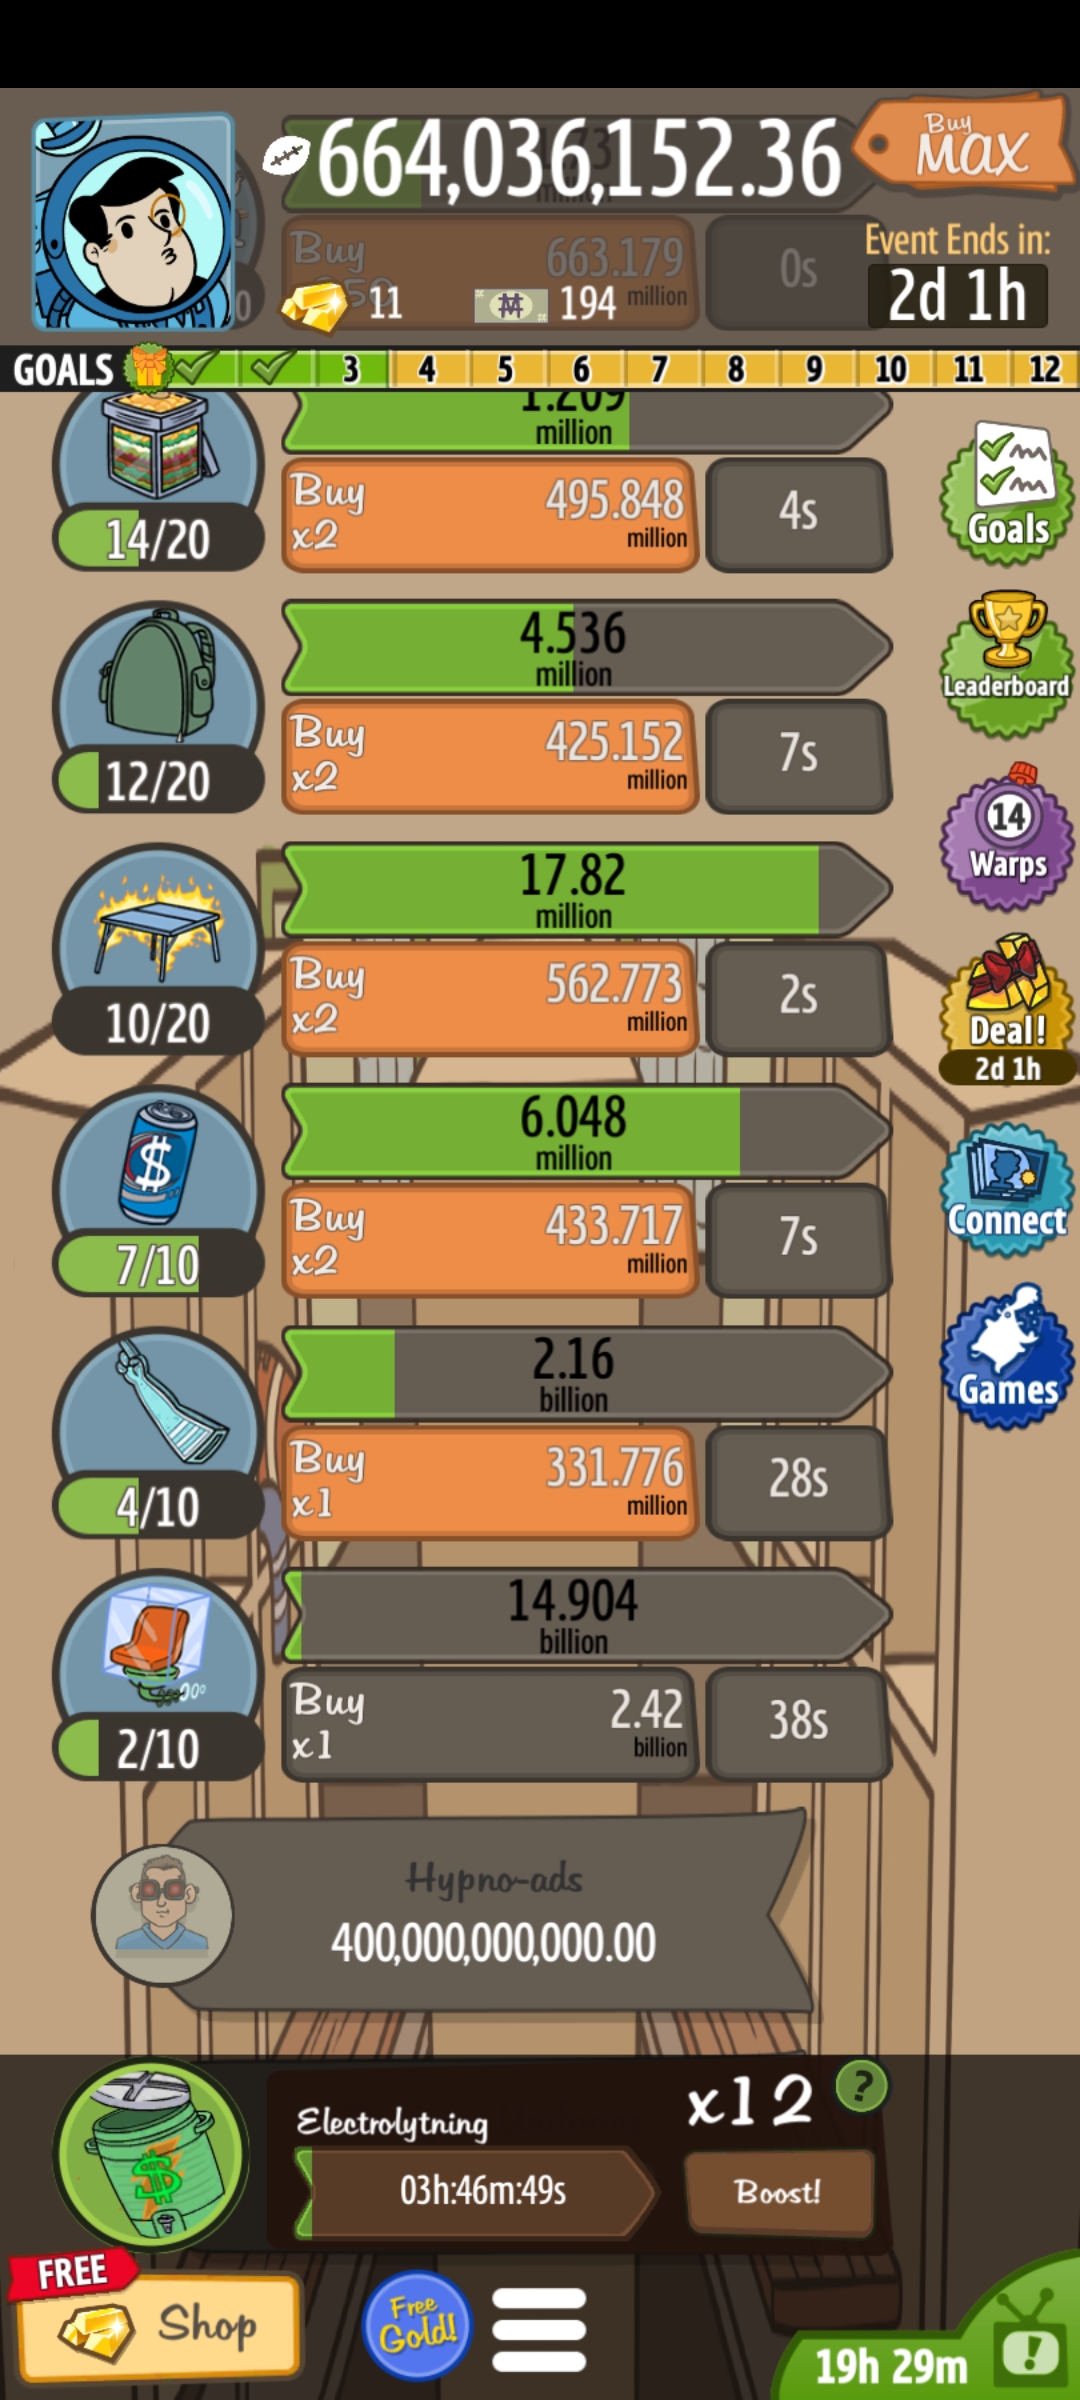 664,036,152.36
Buy
MAX
Buy
663.179
million
0s
11
194
Event Ends in:
2d 1h
GOALS 3 4 5 6 7 8 9 10 11 12
1.209
million
14/20
Buy
x2
495.848
million
4s
Goals
4.536
million
12/20
Buy
x2
425.152
million
7s
Leaderboard
17.82
million
10/20
Buy
x2
562.773
million
2s
14
Warps
Deal!
2d 1h
6.048
million
$
7/10
Buy
x2
433.717
million
7s
Connect
2.16
billion
4/10
Buy
x1
331.776
million
28s
Games
14.904
billion
2/10
Buy
x1
2.42
billion
38s
Hypno-ads
400,000,000,000.00
$
Electrolytning
x12
?
03h:46m:49s
Boost!
FREE
Shop
Free
Gold!
19h 29m
!